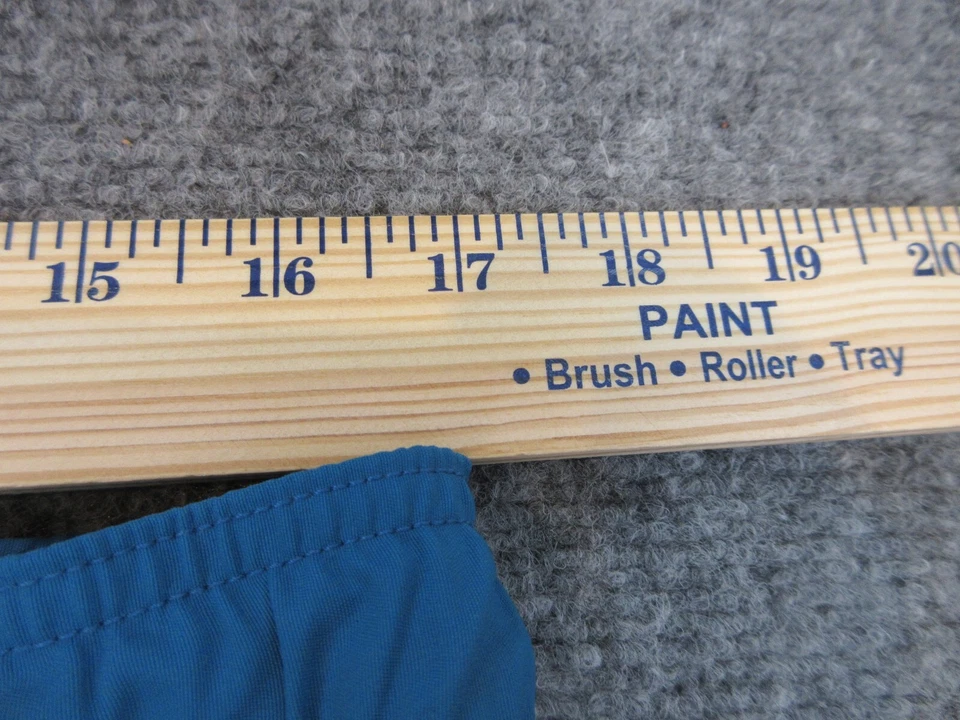 15 16 17 18 19 20
PAINT
• Brush • Roller • Tray